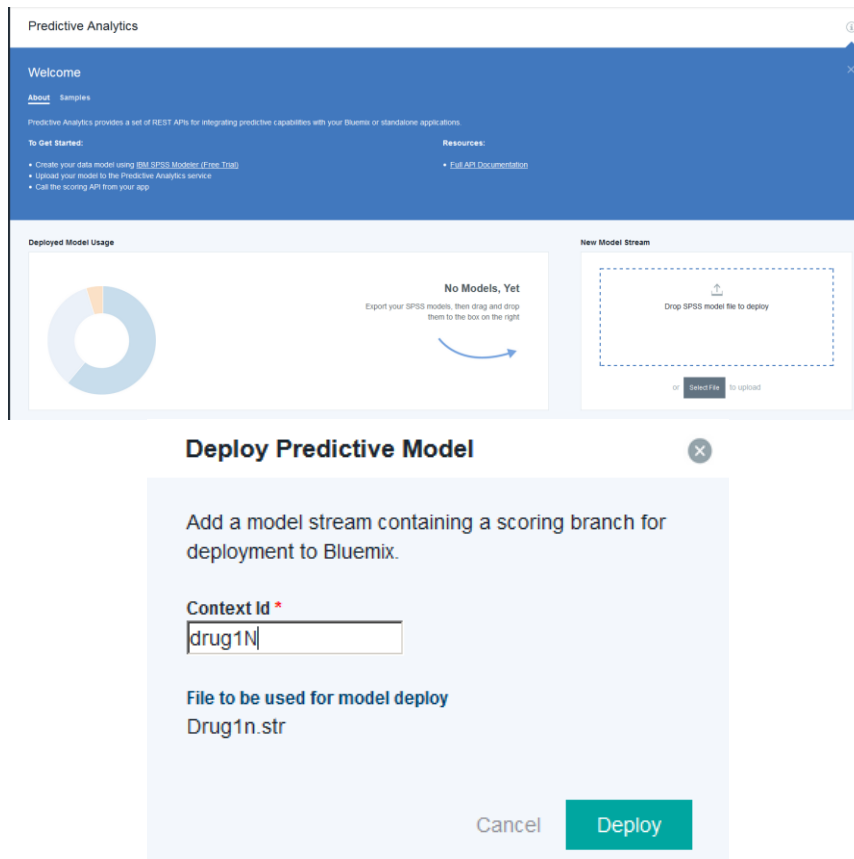 Predictive Analytics
Welcome
About Samples
Predictive Analytics provides a set of REST APIs for integrating predictive capabilities with your Bluemix or standalone applications.
To Get Started:
• Create your data model using IBM SPSS Modeler (Free Trial)
• Upload your model to the Predictive Analytics service
• Call the scoring API from your app
Resources:
• Full API Documentation
Deployed Model Usage
No Models, Yet
Export your SPSS models, then drag and drop
them to the box on the right
New Model Stream
Drop SPSS model file to deploy
or Select File to upload
Deploy Predictive Model
Add a model stream containing a scoring branch for
deployment to Bluemix.
Context Id *
drug1N
File to be used for model deploy
Drug1n.str
Cancel Deploy